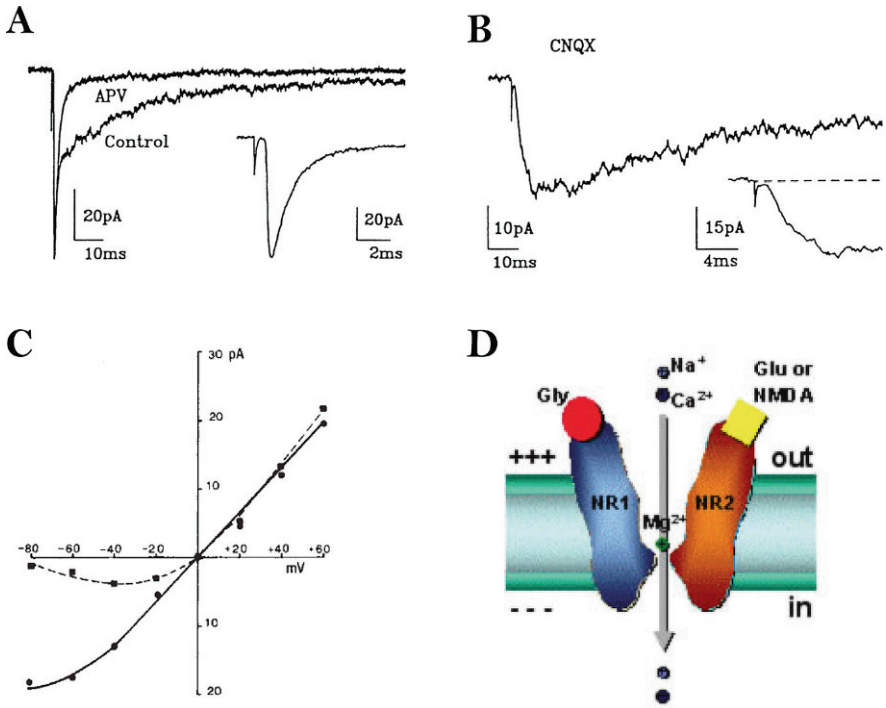 A
APV
Control
20pA
10ms
20pA
2ms
B
CNQX
10pA
10ms
15pA
4ms
C
30 pA
20
10
-80 -60 -40 -20 +20 +40 +60
mV
10
20
D
Na+
Ca2+
Glu or
NMDA
Gly
+++
out
NR1
NR2
Mg2+
- - -
in